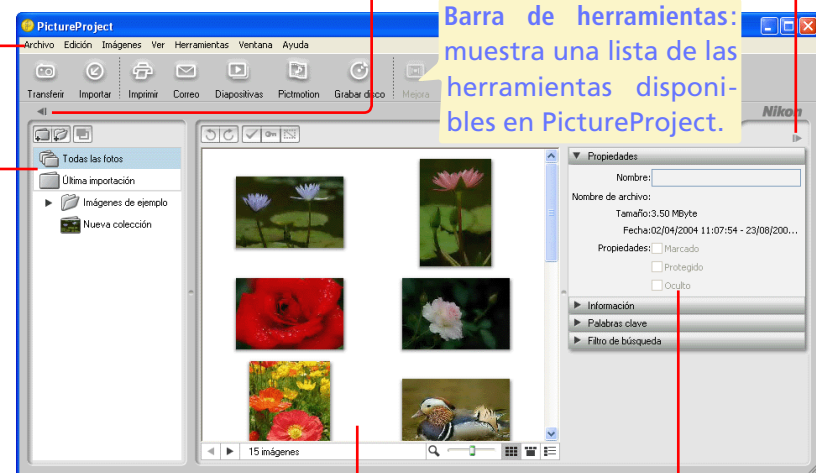 PictureProject
Archivo Edición Imágenes Ver Herramientas Ventana Ayuda
Barra de herramientas:
muestra una lista de las
herramientas disponi-
bles en PictureProject.
Transferir Importar Imprimir Correo Diapositivas Pictmotion Grabar disco Mejora
Nikon
Todas las fotos
Última importación
Imágenes de ejemplo
Nueva colección
15 imágenes
Propiedades
Nombre:
Nombre de archivo:
Tamaño:3.50 MByte
Fecha:02/04/2004 11:07:54 - 23/08/200...
Propiedades: Marcado
Protegido
Oculto
Información
Palabras clave
Filtro de búsqueda